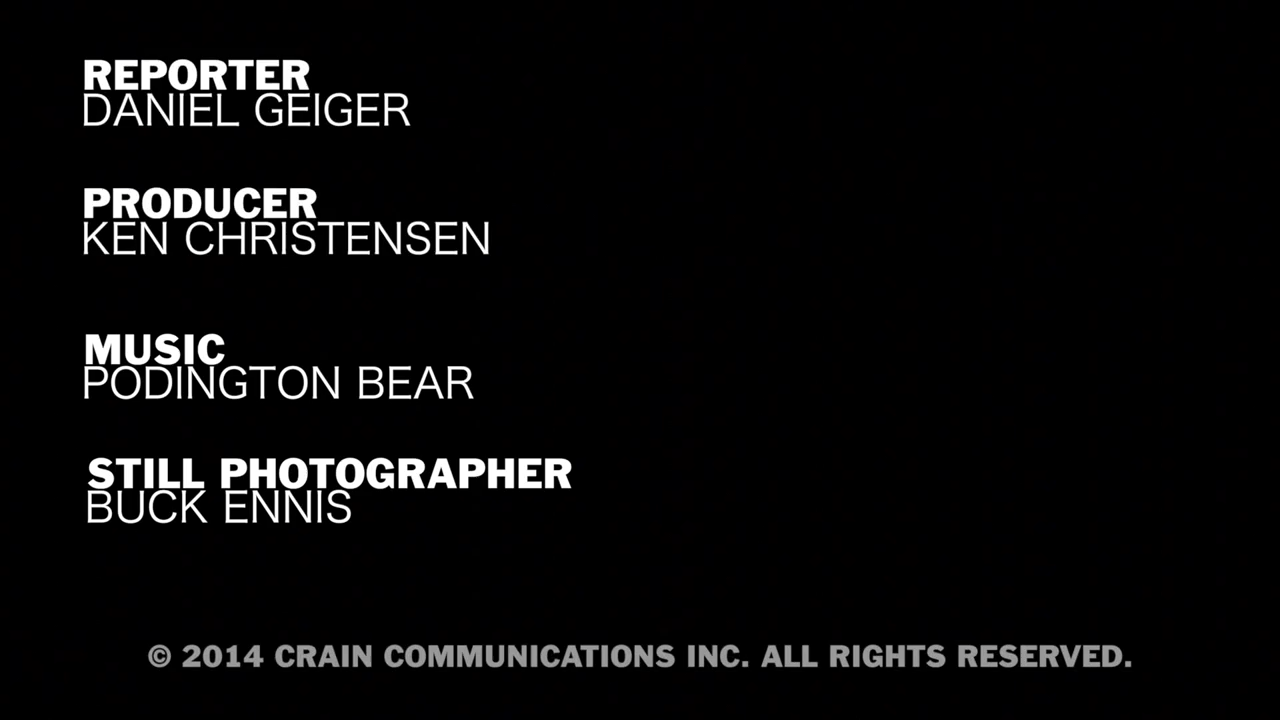 REPORTER
DANIEL GEIGER
PRODUCER
KEN CHRISTENSEN
MUSIC
PODINGTON BEAR
STILL PHOTOGRAPHER
BUCK ENNIS
© 2014 CRAIN COMMUNICATIONS INC. ALL RIGHTS RESERVED.